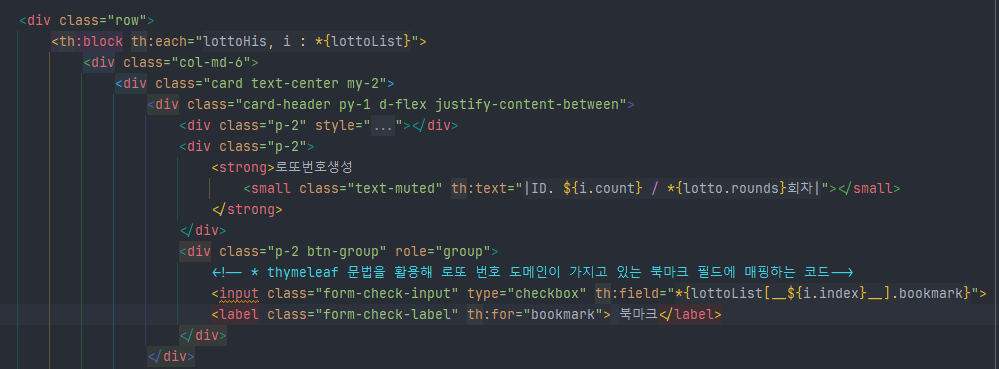 <div class="row">
<th:block th:each="lottoHis, i : *{lottoList}">
<div class="col-md-6">
<div class="card text-center my-2">
<div class="card-header py-1 d-flex justify-content-between">
<div class="p-2" style="..."></div>
<div class="p-2">
<strong>로또번호생성
<small class="text-muted" th:text="|ID. ${i.count} / *{lotto.rounds}회차|"></small>
</strong>
</div>
<div class="p-2 btn-group" role="group">
<!-- * thymeleaf 문법을 활용해 로또 번호 도메인이 가지고 있는 북마크 필드에 매핑하는 코드-->
<input class="form-check-input" type="checkbox" th:field="*{lottoList[__${i.index}__].bookmark}">
<label class="form-check-label" th:for="bookmark"> 북마크</label>
</div>
</div>